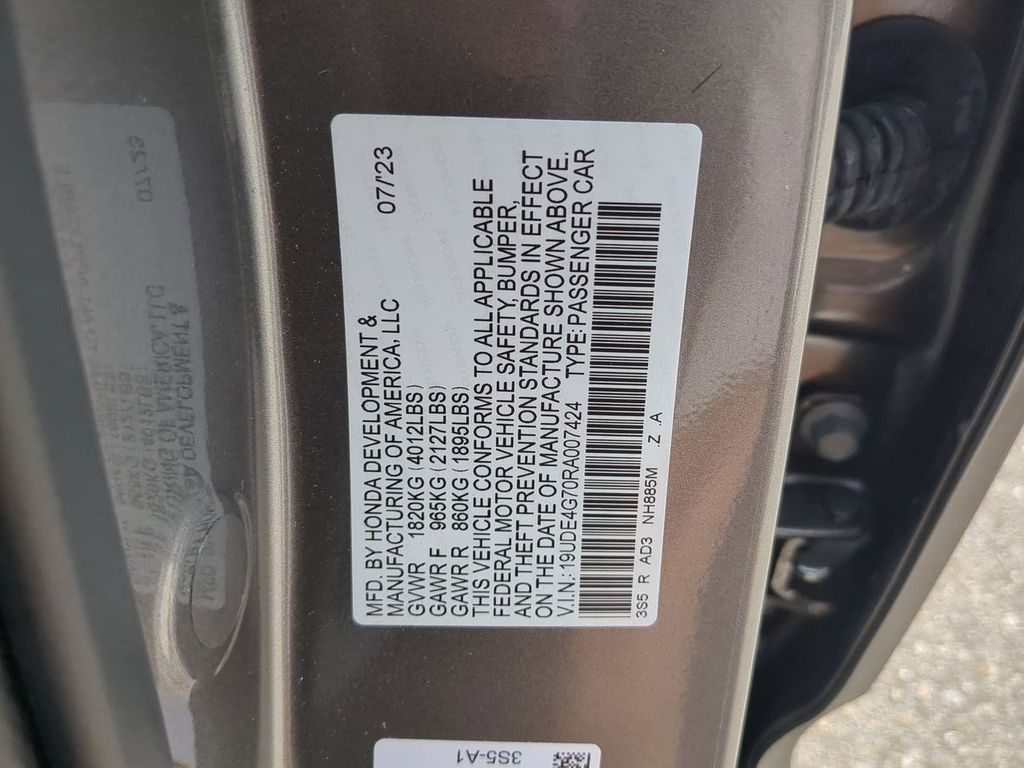 MFD. BY HONDA DEVELOPMENT &
MANUFACTURING OF AMERICA, LLC 07/'23
GVWR 1820KG (4012LBS)
GAWR F 965KG (2127LBS)
GAWR R 860KG (1895LBS)
THIS VEHICLE CONFORMS TO ALL APPLICABLE
FEDERAL MOTOR VEHICLE SAFETY, BUMPER,
AND THEFT PREVENTION STANDARDS IN EFFECT
ON THE DATE OF MANUFACTURE SHOWN ABOVE.
V.I.N.: 19UDE4G70RA007424 TYPE: PASSENGER CAR
3S5 R AD3 NH885M .Z .A
3S5-A1